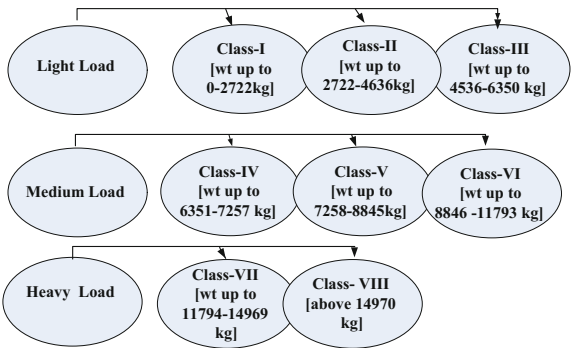 Light Load
Class-I
[wt up to
0-2722kg]
Class-II
[wt up to
2722-4636kg]
Class-III
[wt up to
4536-6350 kg]
Medium Load
Class-IV
[wt up to
6351-7257 kg]
Class-V
[wt up to
7258-8845kg]
Class-VI
[wt up to
8846 -11793 kg]
Heavy Load
Class-VII
[wt up to
11794-14969
kg]
Class- VIII
[above 14970
kg]